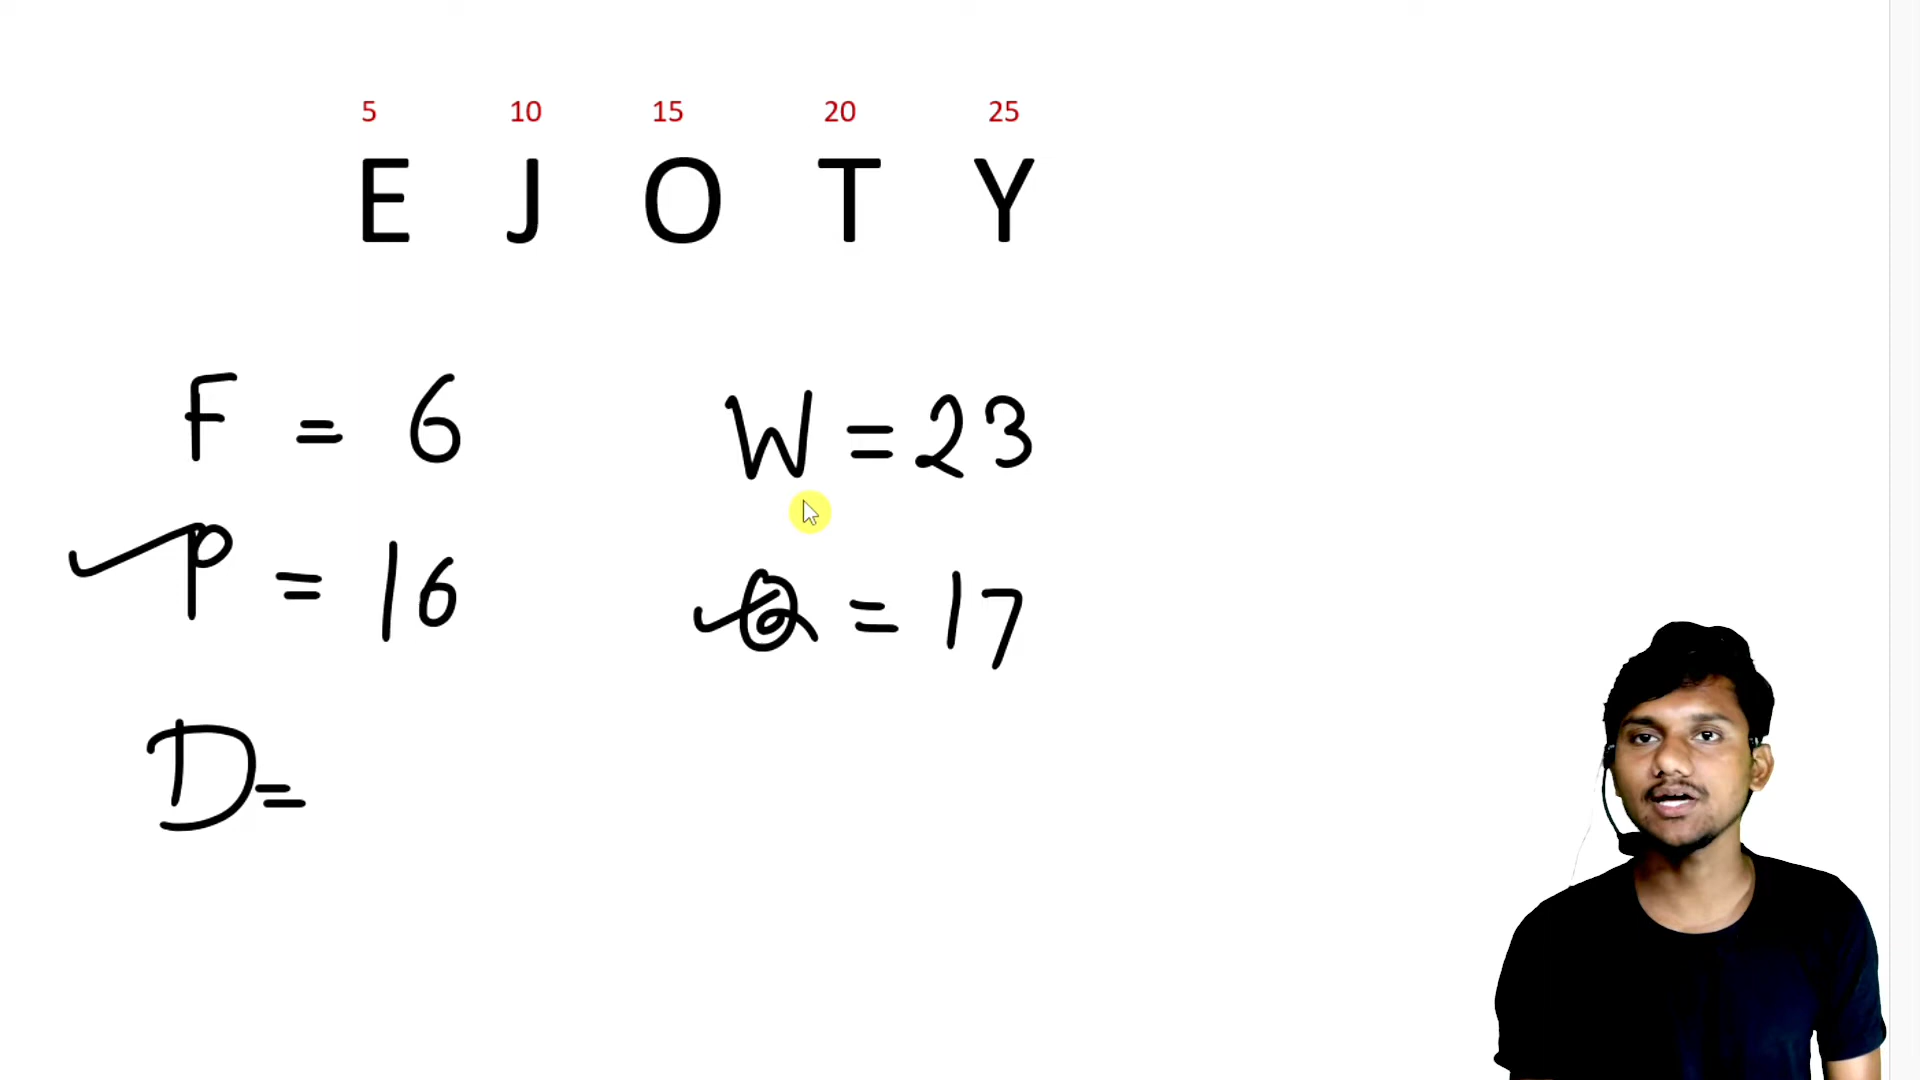 5 10 15 20 25
E J O T Y
F = 6 W = 23
P = 16 Q = 17
D=